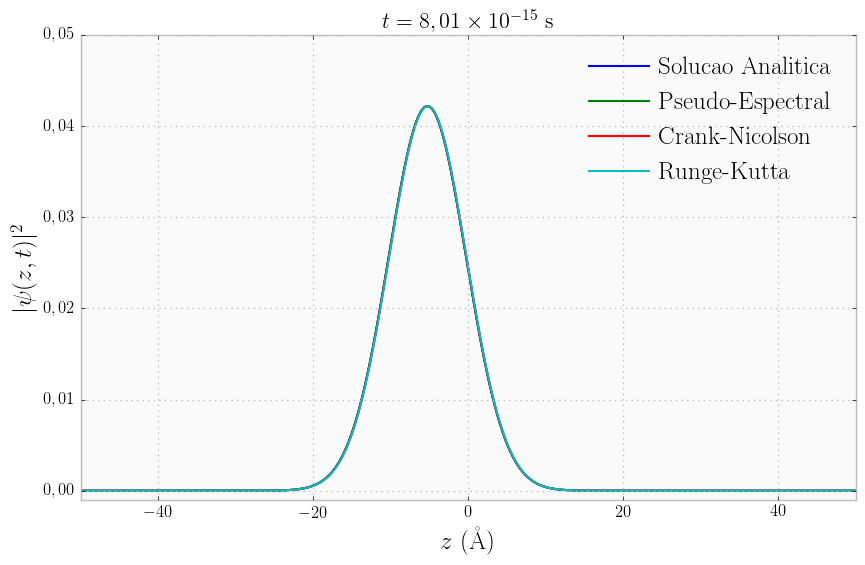 t = 8,01 × 10⁻¹⁵ s
0,05
0,04
0,03
0,02
0,01
0,00
|ψ(z, t)|²
Solucao Analitica
Pseudo-Espectral
Crank-Nicolson
Runge-Kutta
−40 −20 0 20 40
z (Å)